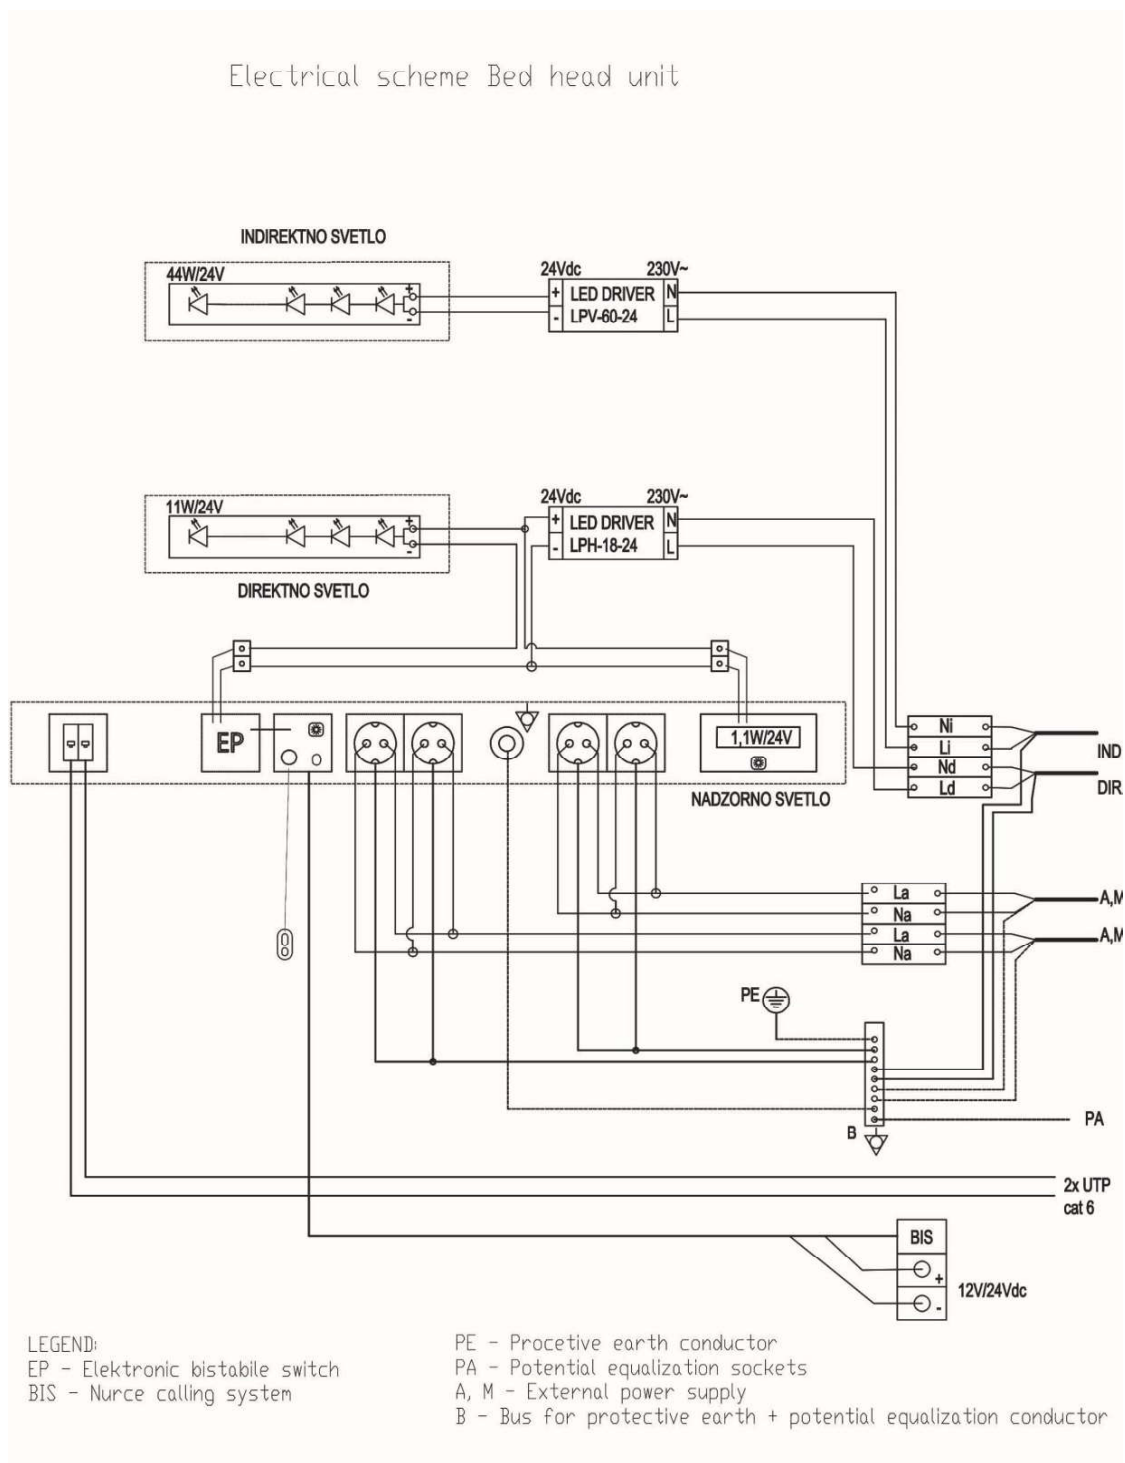 Electrical scheme Bed head unit
INDIREKTNO SVETLO
44W/24V
+
-
24Vdc 230V~
+ LED DRIVER N
- LPV-60-24 L
11W/24V
+
-
DIREKTNO SVETLO
24Vdc 230V~
+ LED DRIVER N
- LPH-18-24 L
EP
1,1W/24V
NADZORNO SVETLO
Ni
Li
Nd
Ld
IND
DIR.
La
Na
La
Na
A,M
A,M
PE
B
PA
2x UTP
cat 6
BIS
+
-
12V/24Vdc
LEGEND:
EP - Elektronic bistabile switch
BIS - Nurce calling system
PE - Procetive earth conductor
PA - Potential equalization sockets
A, M - External power supply
B - Bus for protective earth + potential equalization conductor